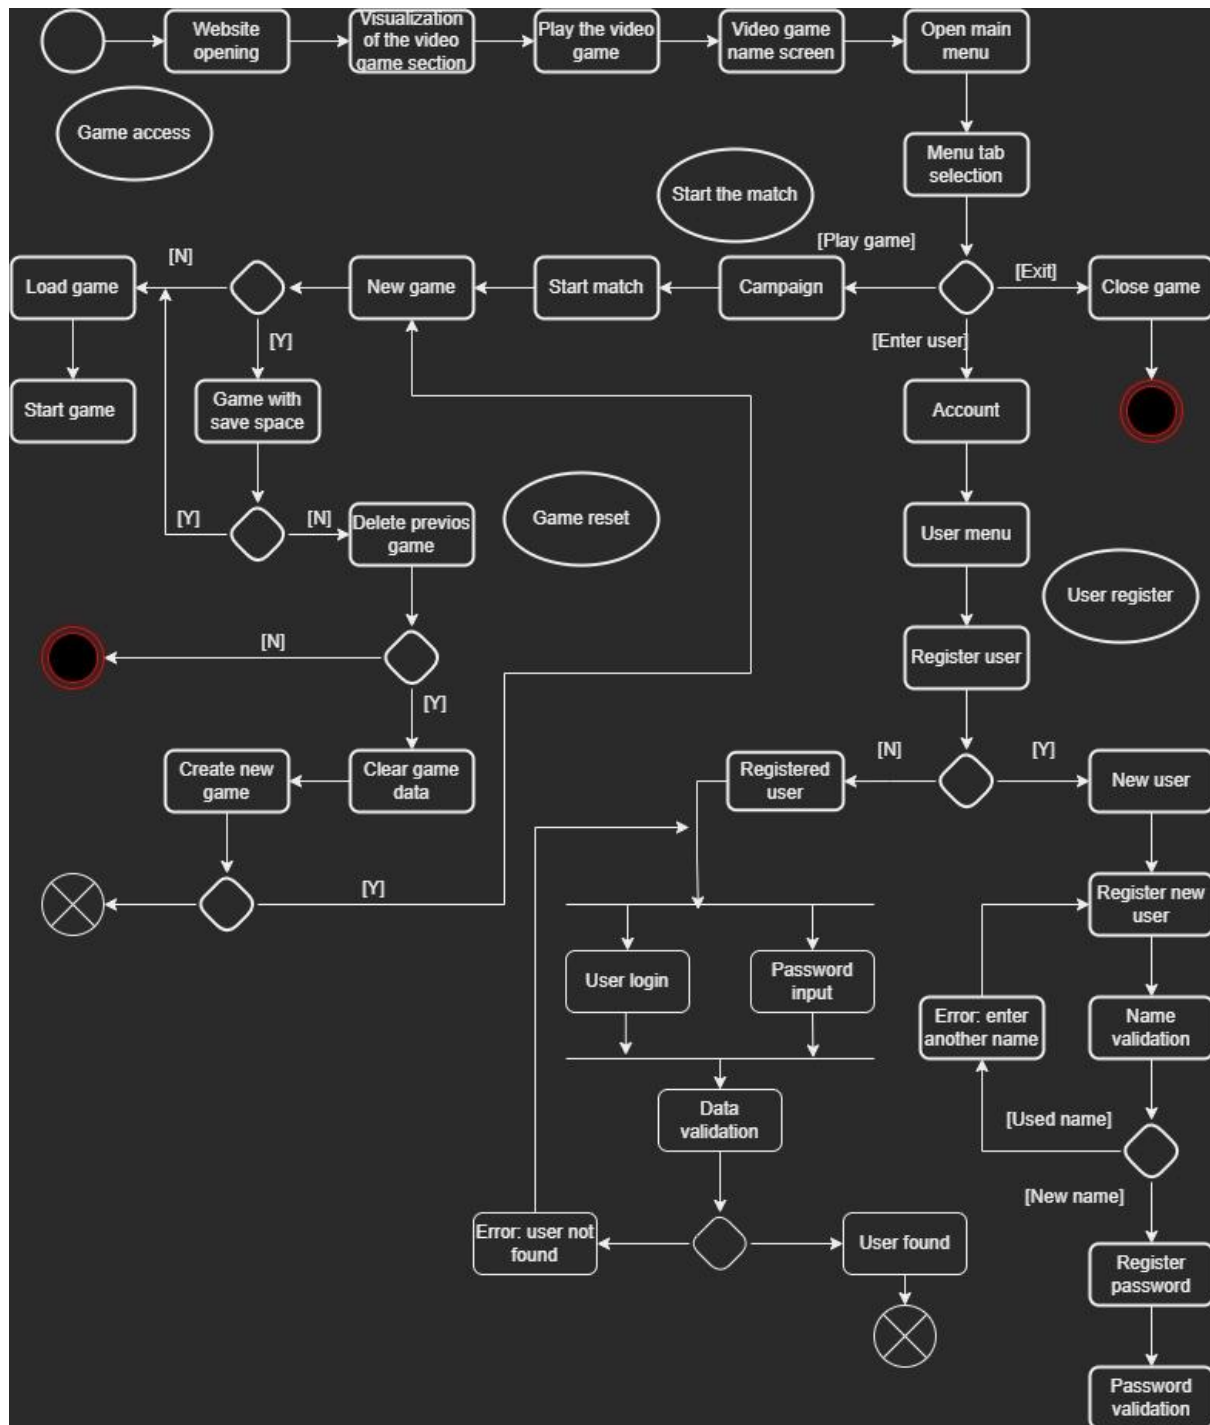 Website
opening
Visualization
of the video
game section
Play the video
game
Video game
name screen
Open main
menu
Game access
Menu tab
selection
Start the match
[Play game]
[N]
[Exit]
Load game
New game
Start match
Campaign
Close game
[Y]
[Enter user]
Start game
Game with
save space
Account
[Y]
[N]
Delete previos
game
Game reset
User menu
User register
[N]
Register user
[Y]
Create new
game
Clear game
data
Registered
user
[N]
[Y]
New user
[Y]
Register new
user
User login
Password
input
Error: enter
another name
Name
validation
Data
validation
[Used name]
[New name]
Error: user not
found
User found
Register
password
Password
validation